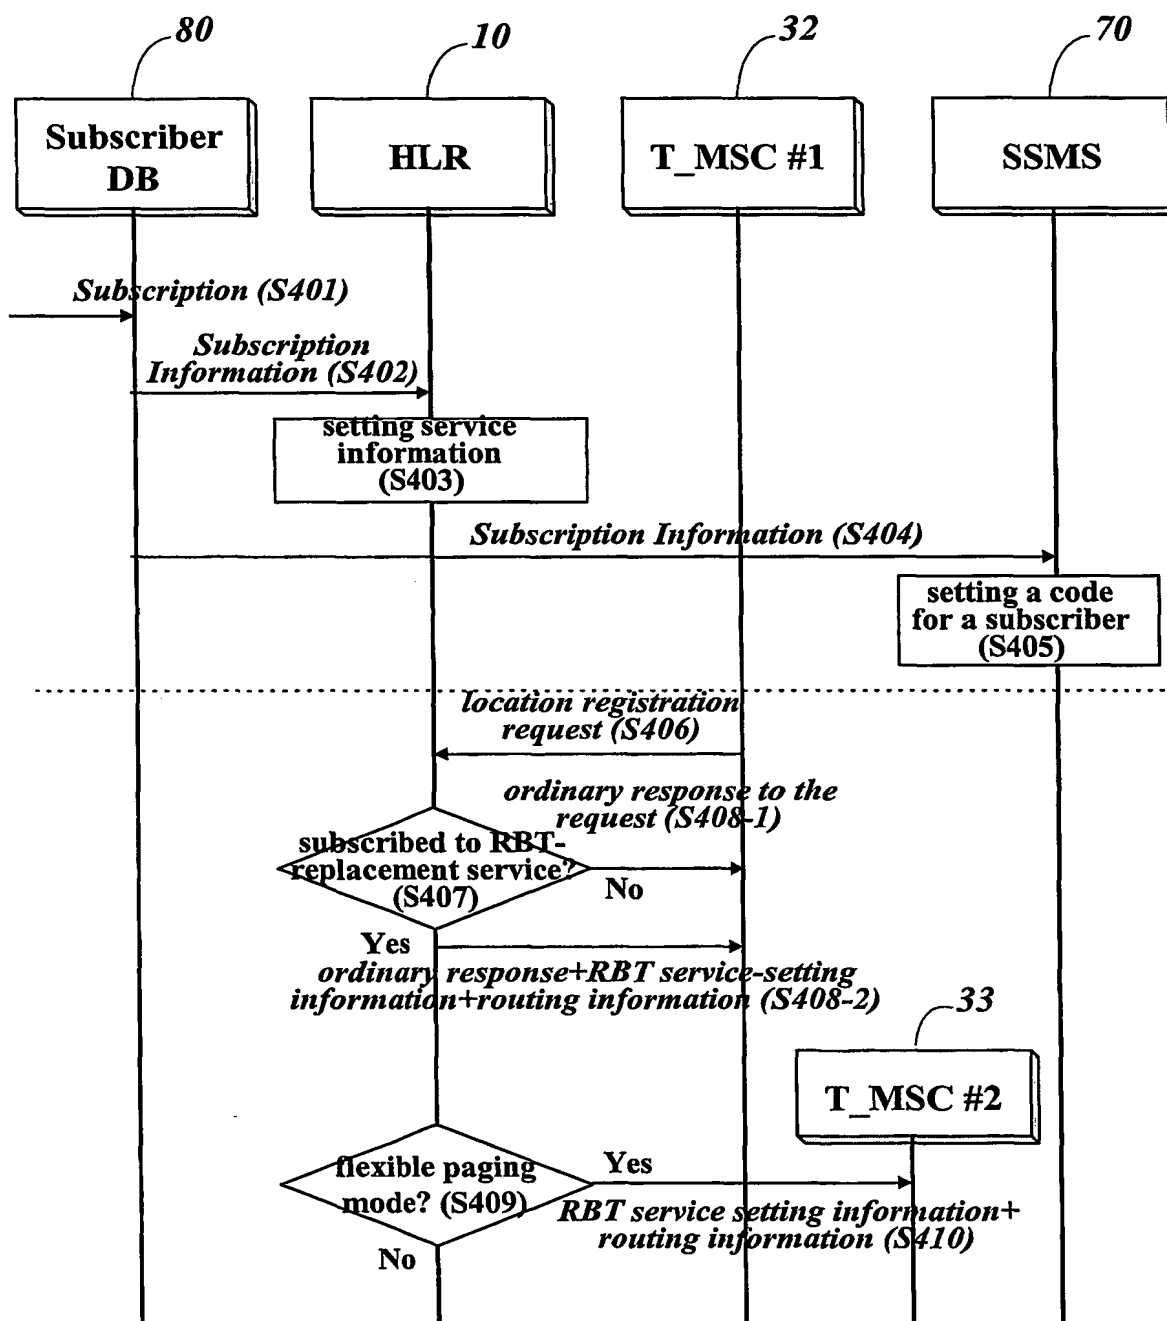 80
10
32
70
Subscriber
DB
HLR
T_MSC #1
SSMS
Subscription (S401)
Subscription
Information (S402)
setting service
information
(S403)
Subscription Information (S404)
setting a code
for a subscriber
(S405)
location registration
request (S406)
ordinary response to the
request (S408-1)
subscribed to RBT-
replacement service?
(S407)
No
Yes
ordinary response+RBT service-setting
information+routing information (S408-2)
33
T_MSC #2
flexible paging
mode? (S409)
Yes
RBT service setting information+
routing information (S410)
No